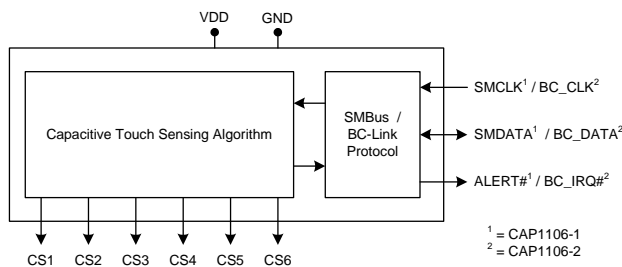 VDD GND
Capacitive Touch Sensing Algorithm
SMBus /
BC-Link
Protocol
SMCLK¹ / BC_CLK²
SMDATA¹ / BC_DATA²
ALERT#¹ / BC_IRQ#²
CS1 CS2 CS3 CS4 CS5 CS6
¹ = CAP1106-1
² = CAP1106-2